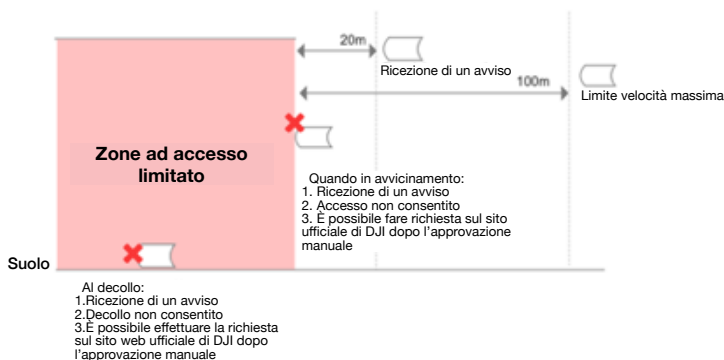 20m
Ricezione di un avviso
100m
Limite velocità massima
Zone ad accesso
limitato
Quando in avvicinamento:
1. Ricezione di un avviso
2. Accesso non consentito
3. È possibile fare richiesta sul sito
ufficiale di DJI dopo l'approvazione
manuale
Suolo
Al decollo:
1.Ricezione di un avviso
2.Decollo non consentito
3.È possibile effettuare la richiesta
sul sito web ufficiale di DJI dopo
l'approvazione manuale